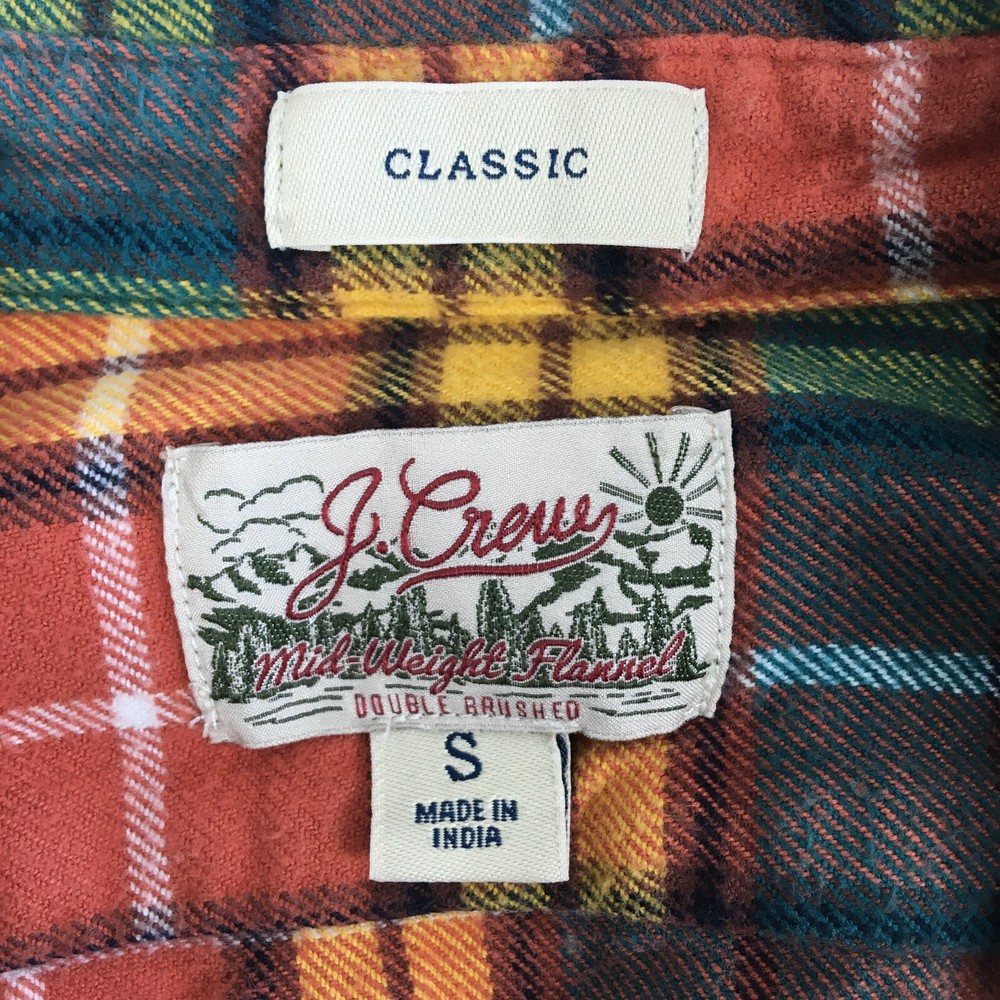 CLASSIC
J. Crew
Mid-Weight Flannel
DOUBLE BRUSHED
S
MADE IN
INDIA